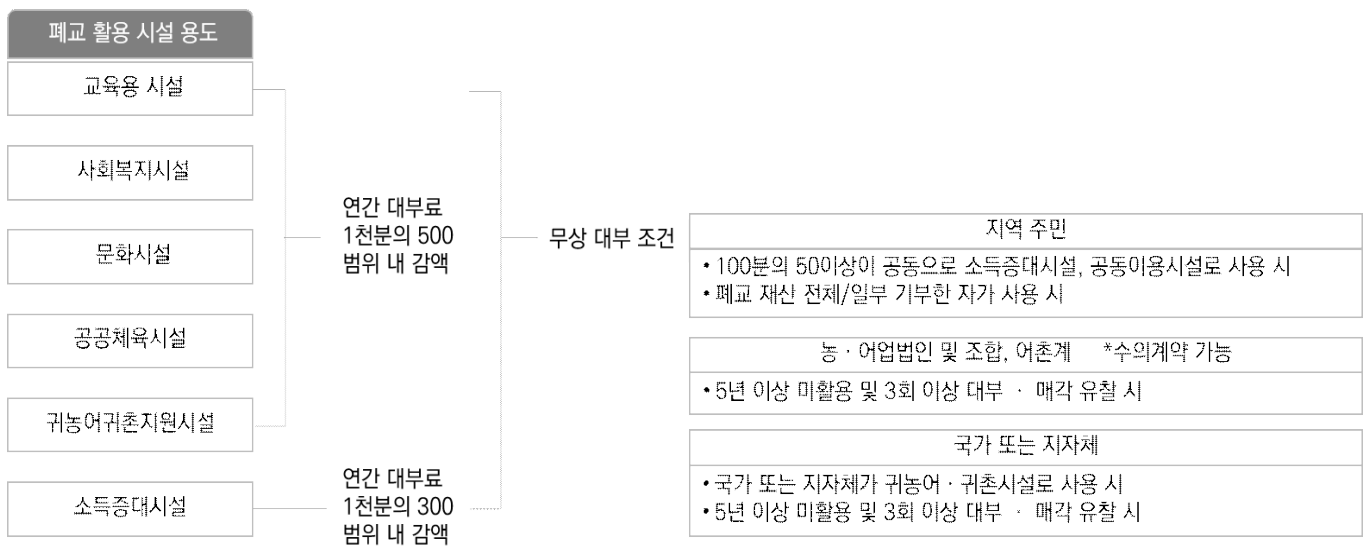 폐교 활용 시설 용도
교육용 시설
사회복지시설
문화시설
공공체육시설
귀농어귀촌지원시설
소득증대시설
연간 대부료
1천분의 500
범위 내 감액
연간 대부료
1천분의 300
범위 내 감액
무상 대부 조건
지역 주민
• 100분의 50이상이 공동으로 소득증대시설, 공동이용시설로 사용 시
• 폐교 재산 전체/일부 기부한 자가 사용 시
농 · 어업법인 및 조합, 어촌계 *수의계약 가능
• 5년 이상 미활용 및 3회 이상 대부 · 매각 유찰 시
국가 또는 지자체
• 국가 또는 지자체가 귀농어 · 귀촌시설로 사용 시
• 5년 이상 미활용 및 3회 이상 대부 · 매각 유찰 시